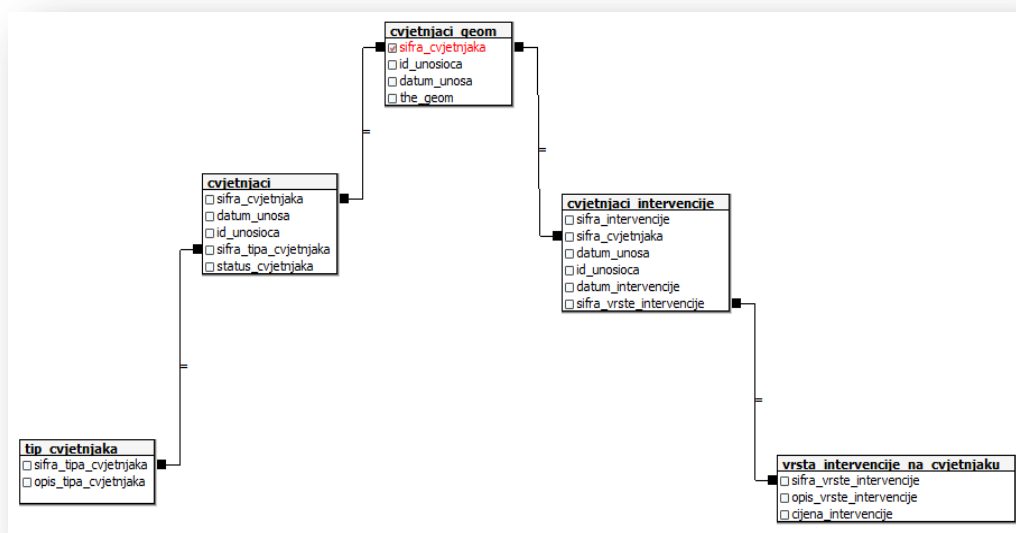 cvjetnjaci_geom
sifra_cvjetnjaka
id_unosioca
datum_unosa
the_geom
cvjetnjaci
sifra_cvjetnjaka
datum_unosa
id_unosioca
sifra_tipa_cvjetnjaka
status_cvjetnjaka
cvjetnjaci_intervencije
sifra_intervencije
sifra_cvjetnjaka
datum_unosa
id_unosioca
datum_intervencije
sifra_vrste_intervencije
tip_cvjetnjaka
sifra_tipa_cvjetnjaka
opis_tipa_cvjetnjaka
vrsta_intervencije_na_cvjetnjaku
sifra_vrste_intervencije
opis_vrste_intervencije
cijena_intervencije